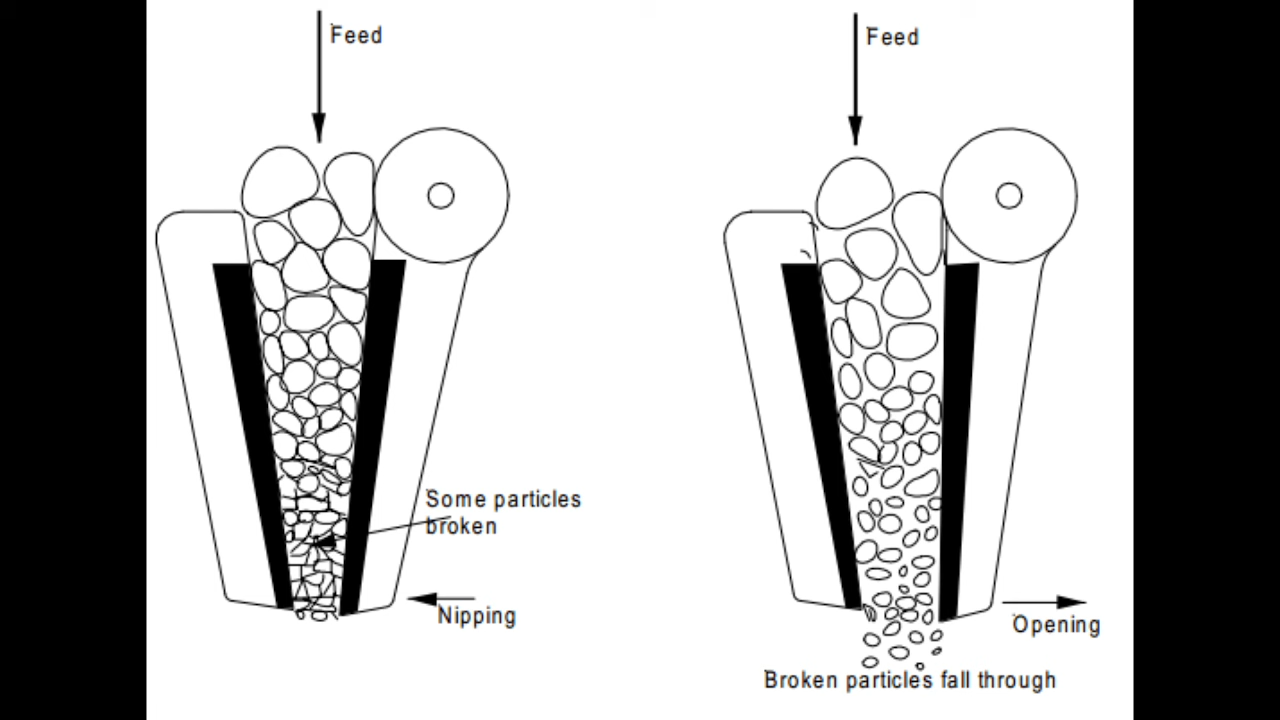 Feed
Some particles
broken
Nipping
Feed
Opening
Broken particles fall through